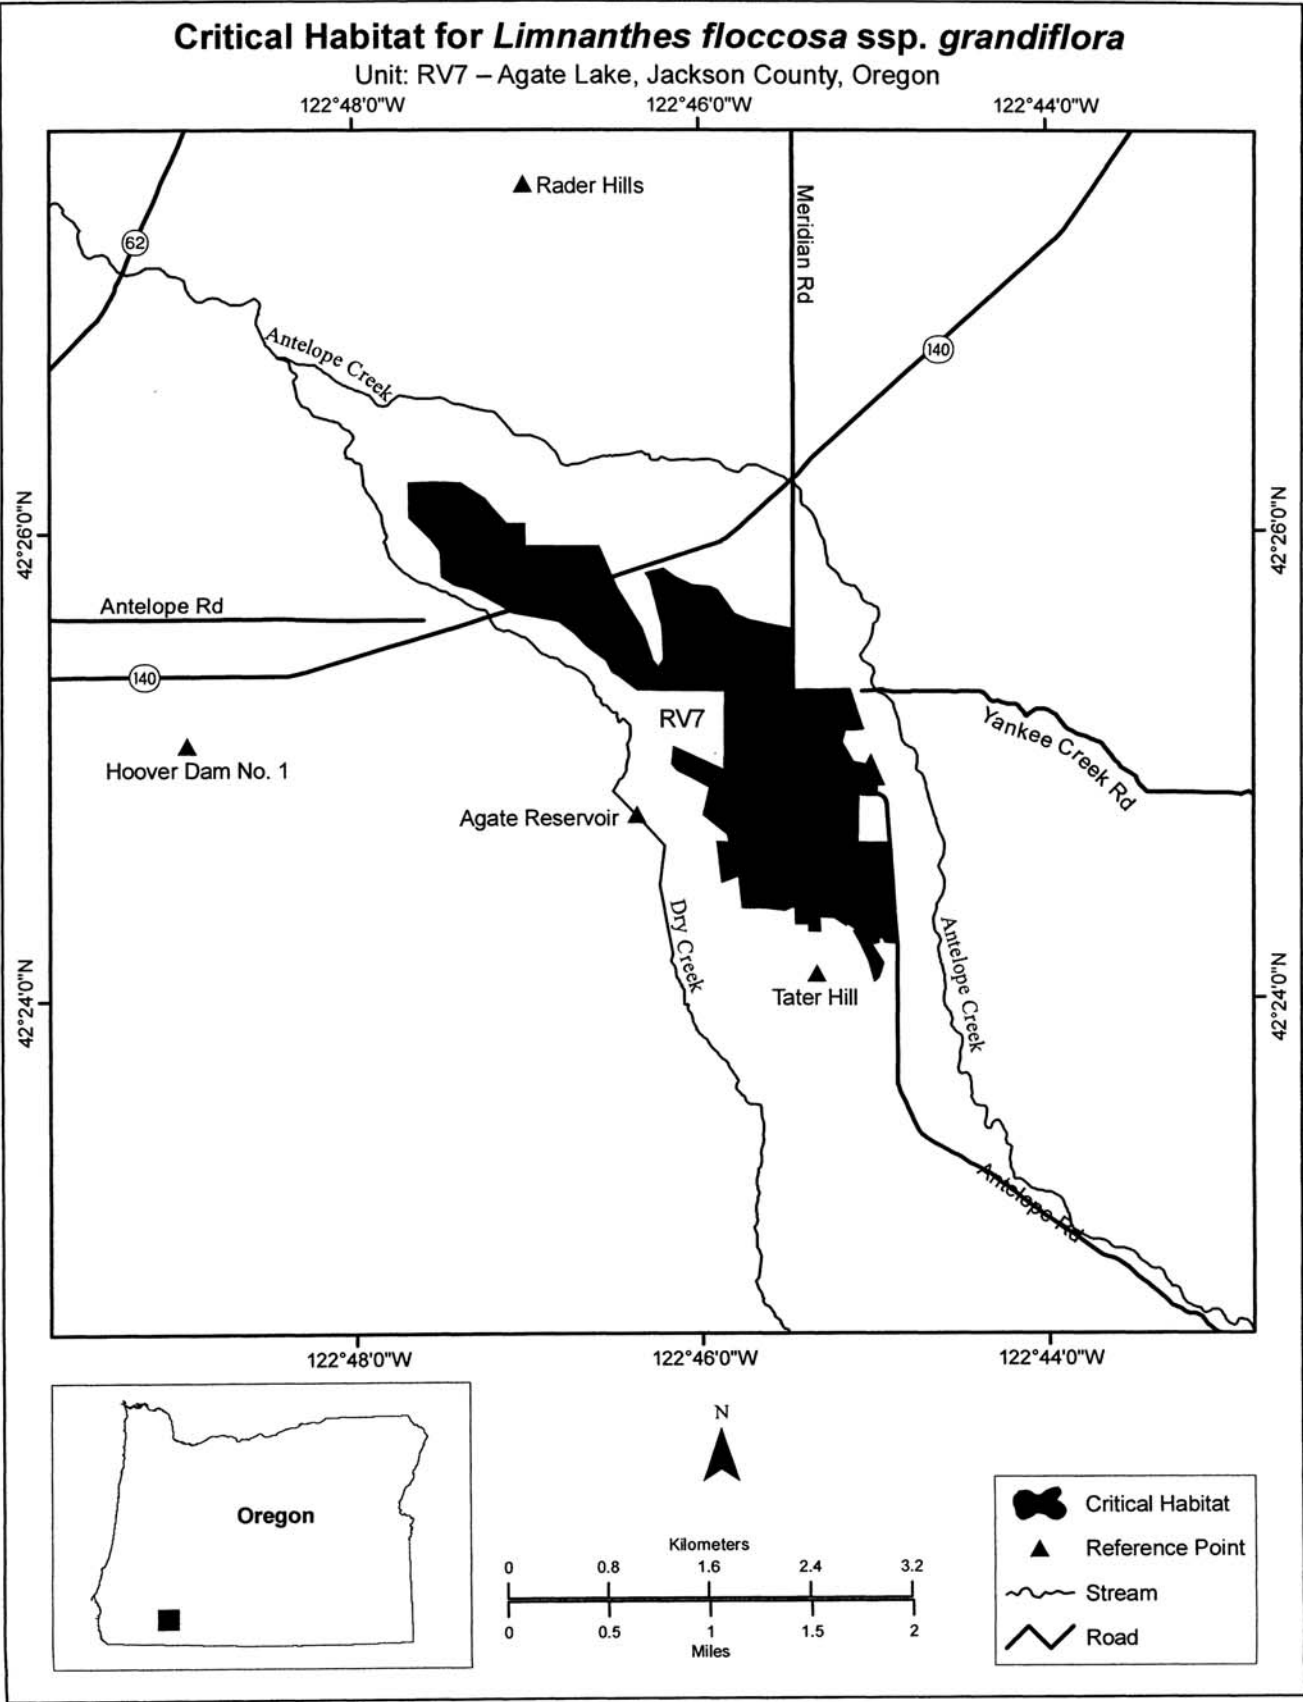 Critical Habitat for Limnanthes floccosa ssp. grandiflora
Unit: RV7 – Agate Lake, Jackson County, Oregon
122°48'0"W
122°46'0"W
122°44'0"W
Rader Hills
Meridian Rd
62
140
Antelope Creek
42°26'0"N
42°26'0"N
Antelope Rd
140
RV7
Yankee Creek Rd
Hoover Dam No. 1
Agate Reservoir
Dry Creek
Antelope Creek
Tater Hill
42°24'0"N
42°24'0"N
Antelope Rd
122°48'0"W
122°46'0"W
122°44'0"W
Oregon
N
Kilometers
0 0.8 1.6 2.4 3.2
0 0.5 1 1.5 2
Miles
Critical Habitat
Reference Point
Stream
Road